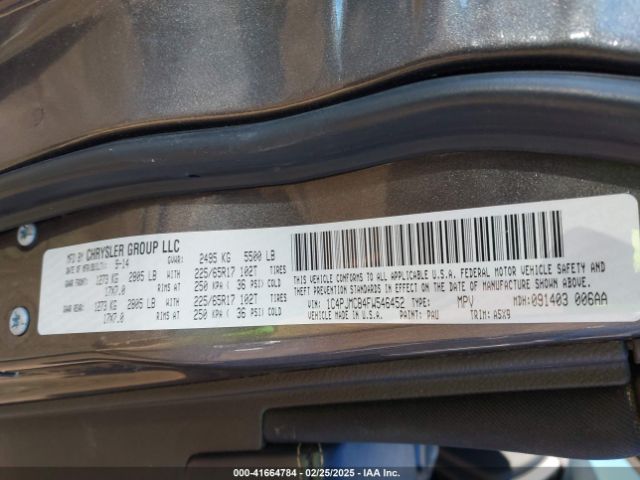 MFD BY CHRYSLER GROUP LLC
DATE OF MFR(BUILT): 9-14 GVWR: 2495 KG 5500 LB
GAWR FRONT: 1273 KG 2805 LB WITH 225/65R17 102T TIRES
17X7.0 RIMS AT 250 KPA ( 36 PSI) COLD
GAWR REAR: 1273 KG 2805 LB WITH 225/65R17 102T TIRES
17X7.0 RIMS AT 250 KPA ( 36 PSI) COLD
THIS VEHICLE CONFORMS TO ALL APPLICABLE U.S.A. FEDERAL MOTOR VEHICLE SAFETY AND
THEFT PREVENTION STANDARDS IN EFFECT ON THE DATE OF MANUFACTURE SHOWN ABOVE
VIN: 1C4PJMCB4FW546452 TYPE: MPV MDH: 091403 006AA
VEHICLE MADE IN U.S.A. PAINT: PAU TRIM: A5X9
000-41664784 - 02/25/2025 - IAA Inc.